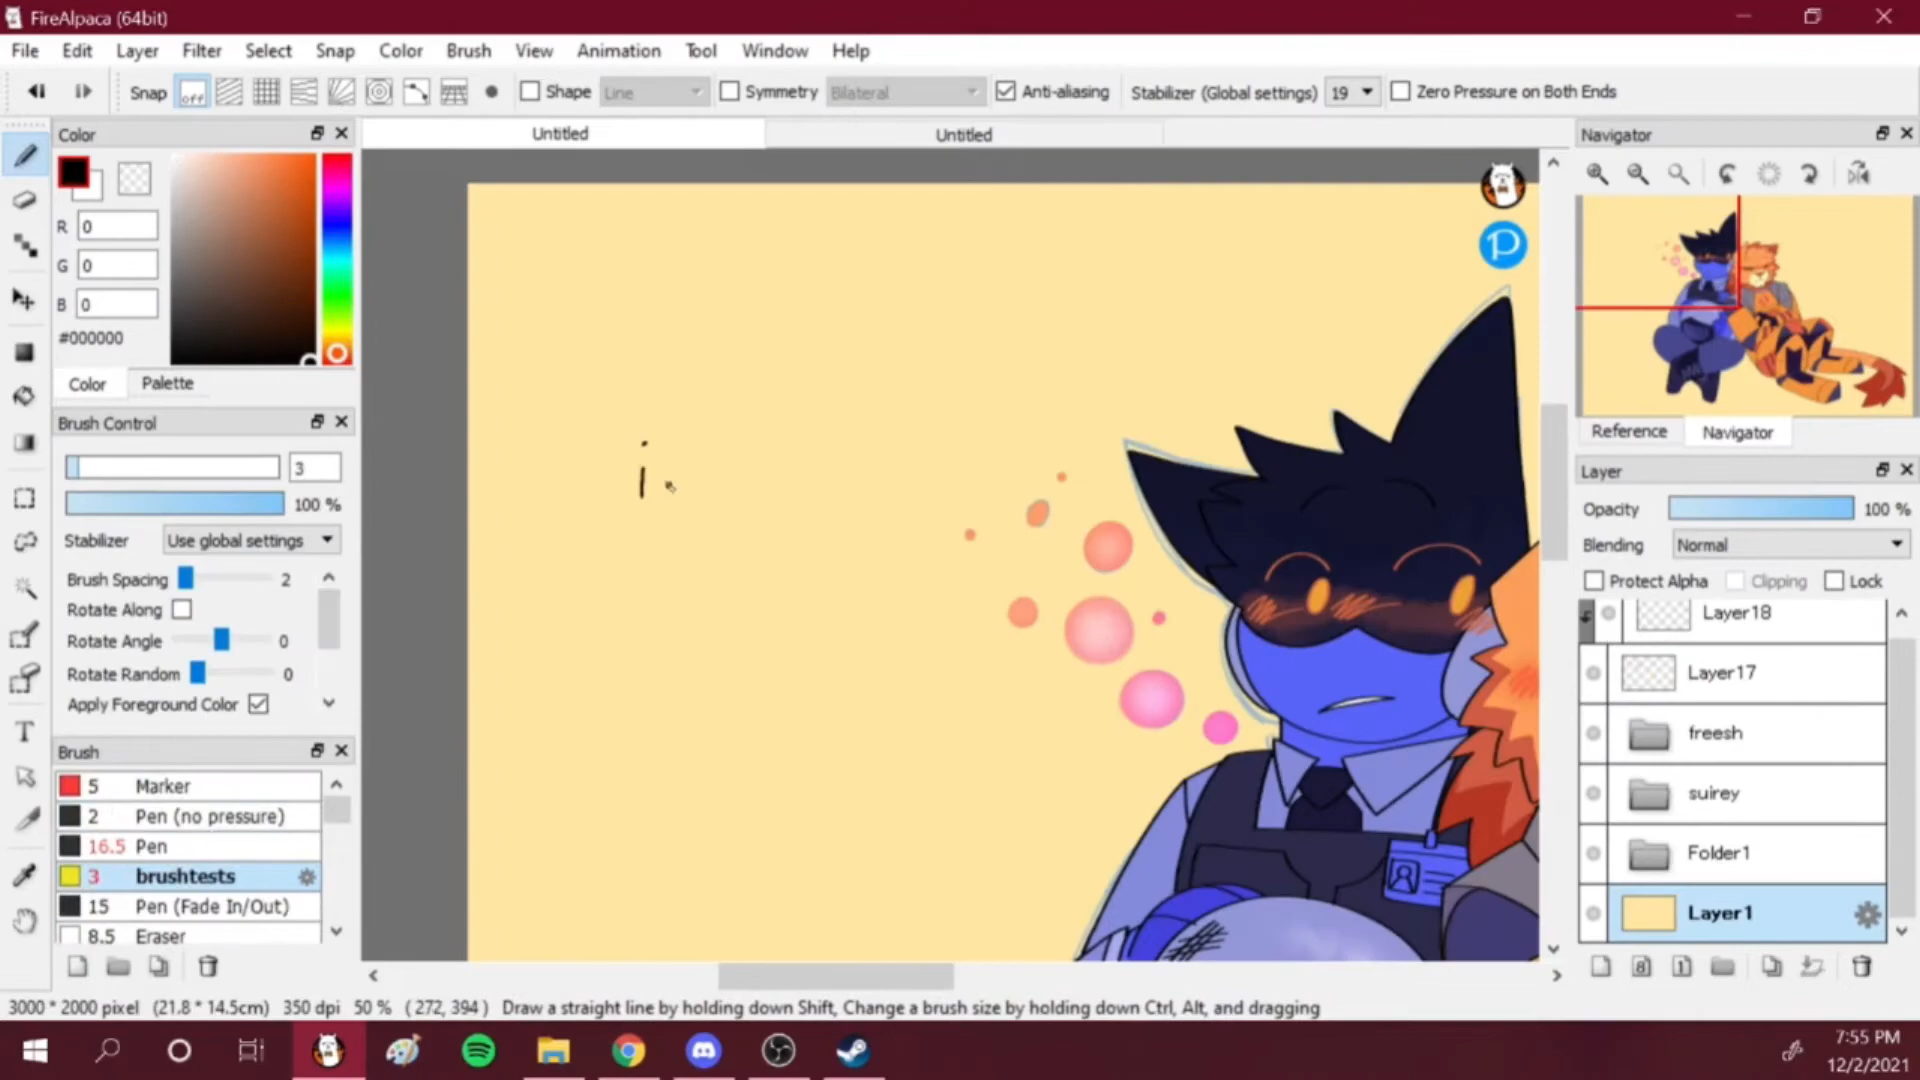 FireAlpaca (64bit)
File Edit Layer Filter Select Snap Color Brush View Animation Tool Window Help
Snap off Shape Line Symmetry Bilateral Anti-aliasing Stabilizer (Global settings) 19 Zero Pressure on Both Ends
Color
Untitled
Untitled
Navigator
R 0
G 0
B 0
#000000
Color Palette
Brush Control
3
100 %
Stabilizer Use global settings
Brush Spacing 2
Rotate Along
Rotate Angle 0
Rotate Random 0
Apply Foreground Color
Brush
5 Marker
2 Pen (no pressure)
16.5 Pen
3 brushtests
15 Pen (Fade In/Out)
8.5 Eraser
i
P
Reference Navigator
Layer
Opacity 100 %
Blending Normal
Protect Alpha Clipping Lock
Layer18
Layer17
freesh
suirey
Folder1
Layer1
8 1
3000 * 2000 pixel (21.8 * 14.5cm) 350 dpi 50 % ( 272, 394 ) Draw a straight line by holding down Shift, Change a brush size by holding down Ctrl, Alt, and dragging
T
7:55 PM
12/2/2021